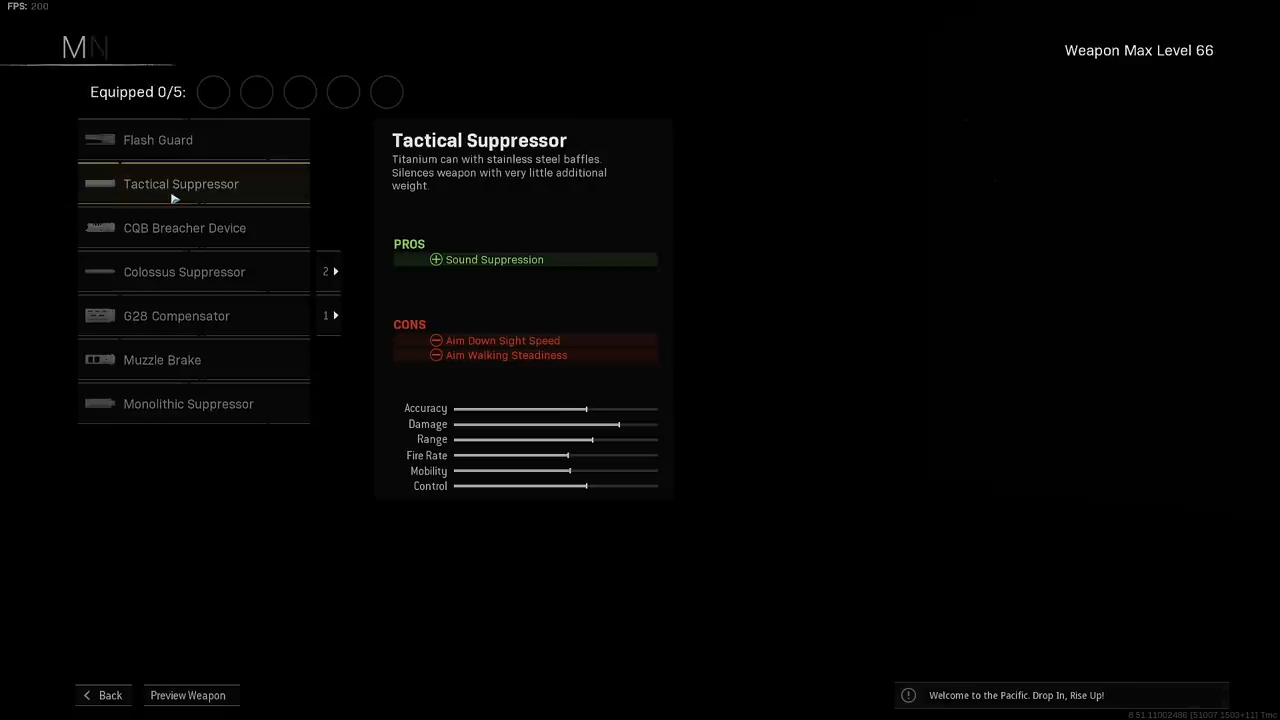 FPS: 200
MN
Weapon Max Level 66
Equipped 0/5:
Flash Guard
Tactical Suppressor
CQB Breacher Device
Colossus Suppressor
2
G28 Compensator
1
Muzzle Brake
Monolithic Suppressor
Tactical Suppressor
Titanium can with stainless steel baffles.
Silences weapon with very little additional
weight.
PROS
Sound Suppression
CONS
Aim Down Sight Speed
Aim Walking Steadiness
Accuracy
Damage
Range
Fire Rate
Mobility
Control
Back
Preview Weapon
Welcome to the Pacific. Drop In, Rise Up!